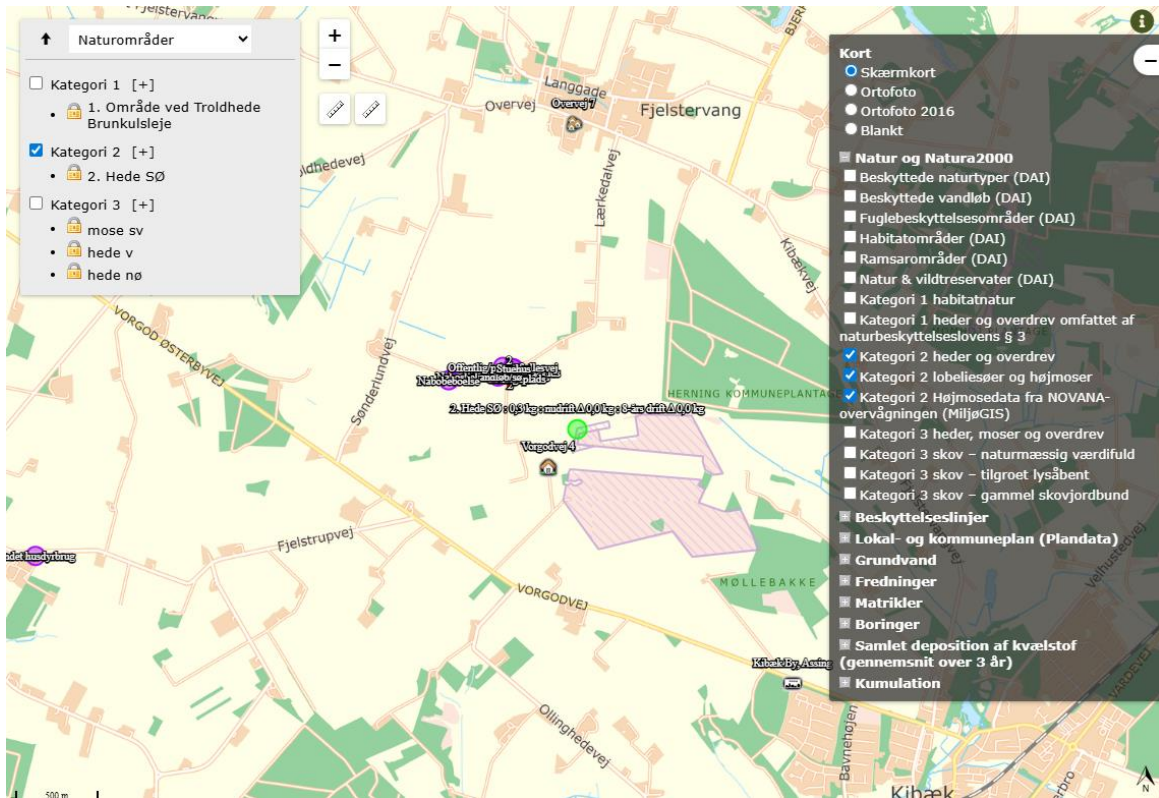 Fjelstervang
Naturområder
Kategori 1 [+]
1. Område ved Troldhede
Brunkulsleje
Kategori 2 [+]
2. Hede SØ
Kategori 3 [+]
mose sv
hede v
hede nø
+
−
Langgade
Overvej
Overvej 7
Fjelstervang
Lærkedalvej
Kibækvej
VORGOD ØSTERBYVEJ
Sønderlundvej
Stuehus
Nabobeboelse
HERNING KOMMUNEPLANTAGE
2. Hede SØ : 0,3 kg : nudrift Δ 0,0 kg : 8-års drift Δ 0,0 kg
Vorgodvej 4
Fjelstrupvej
MØLLEBAKKE
VORGODVEJ
Kibæk By, Assing
Ollinghedevej
Bavnehøjen
Kibæk
Velhustedvej
VARDEVEJ
500 m
N
i
−
Kort
Skærmkort
Ortofoto
Ortofoto 2016
Blankt
Natur og Natura2000
Beskyttede naturtyper (DAI)
Beskyttede vandløb (DAI)
Fuglebeskyttelsesområder (DAI)
Habitatområder (DAI)
Ramsarområder (DAI)
Natur & vildtreservater (DAI)
Kategori 1 habitatnatur
Kategori 1 heder og overdrev omfattet af
naturbeskyttelseslovens § 3
Kategori 2 heder og overdrev
Kategori 2 lobeliesøer og højmoser
Kategori 2 Højmosedata fra NOVANA-
overvågningen (MiljøGIS)
Kategori 3 heder, moser og overdrev
Kategori 3 skov – naturmæssig værdifuld
Kategori 3 skov – tilgroet lysåbent
Kategori 3 skov – gammel skovjordbund
Beskyttelseslinjer
Lokal- og kommuneplan (Plandata)
Grundvand
Fredninger
Matrikler
Boringer
Samlet deposition af kvælstof
(gennemsnit over 3 år)
Kumulation